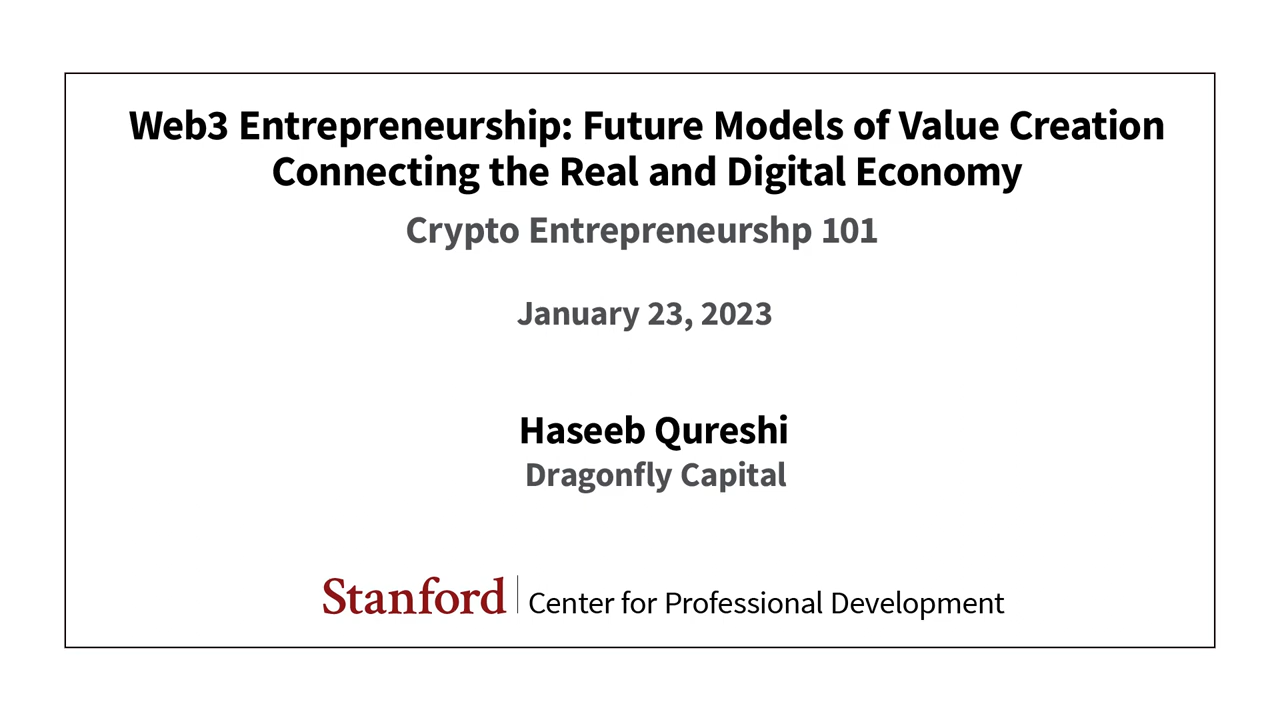 Web3 Entrepreneurship: Future Models of Value Creation
Connecting the Real and Digital Economy
Crypto Entrepreneurshp 101
January 23, 2023
Haseeb Qureshi
Dragonfly Capital
Stanford | Center for Professional Development